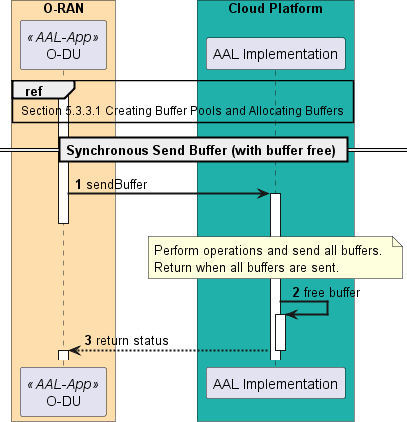 O-RAN
Cloud Platform
«AAL-App»
O-DU
AAL Implementation
ref
Section 5.3.3.1 Creating Buffer Pools and Allocating Buffers
Synchronous Send Buffer (with buffer free)
1 sendBuffer
Perform operations and send all buffers.
Return when all buffers are sent.
2 free buffer
3 return status
«AAL-App»
O-DU
AAL Implementation